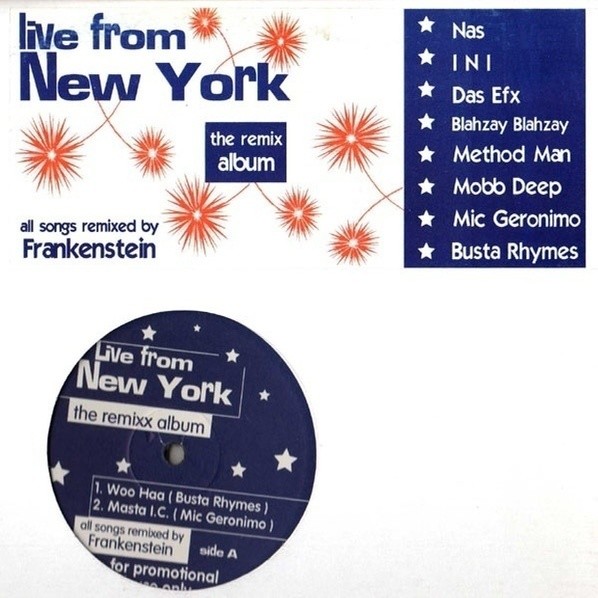 live from
New York
the remix
album
all songs remixed by
Frankenstein
Nas
I N I
Das Efx
Blahzay Blahzay
Method Man
Mobb Deep
Mic Geronimo
Busta Rhymes
Live from
New York
the remixx album
1. Woo Haa ( Busta Rhymes )
2. Masta I.C. ( Mic Geronimo )
all songs remixed by
Frankenstein
side A
for promotional
use only